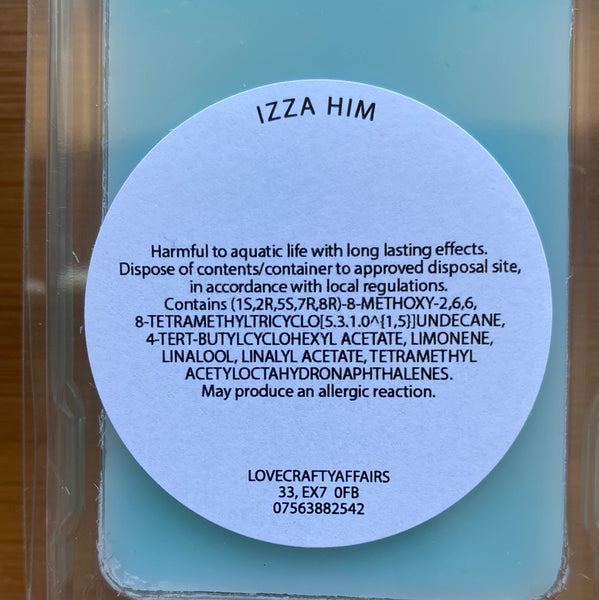 IZZA HIM
Harmful to aquatic life with long lasting effects.
Dispose of contents/container to approved disposal site,
in accordance with local regulations.
Contains (1S,2R,5S,7R,8R)-8-METHOXY-2,6,6,
8-TETRAMETHYLTRICYCLO[5.3.1.0^{1,5}]UNDECANE,
4-TERT-BUTYLCYCLOHEXYL ACETATE, LIMONENE,
LINALOOL, LINALYL ACETATE, TETRAMETHYL
ACETYLOCTAHYDRONAPHTHALENES.
May produce an allergic reaction.
LOVECRAFTYAFFAIRS
33, EX7 0FB
07563882542